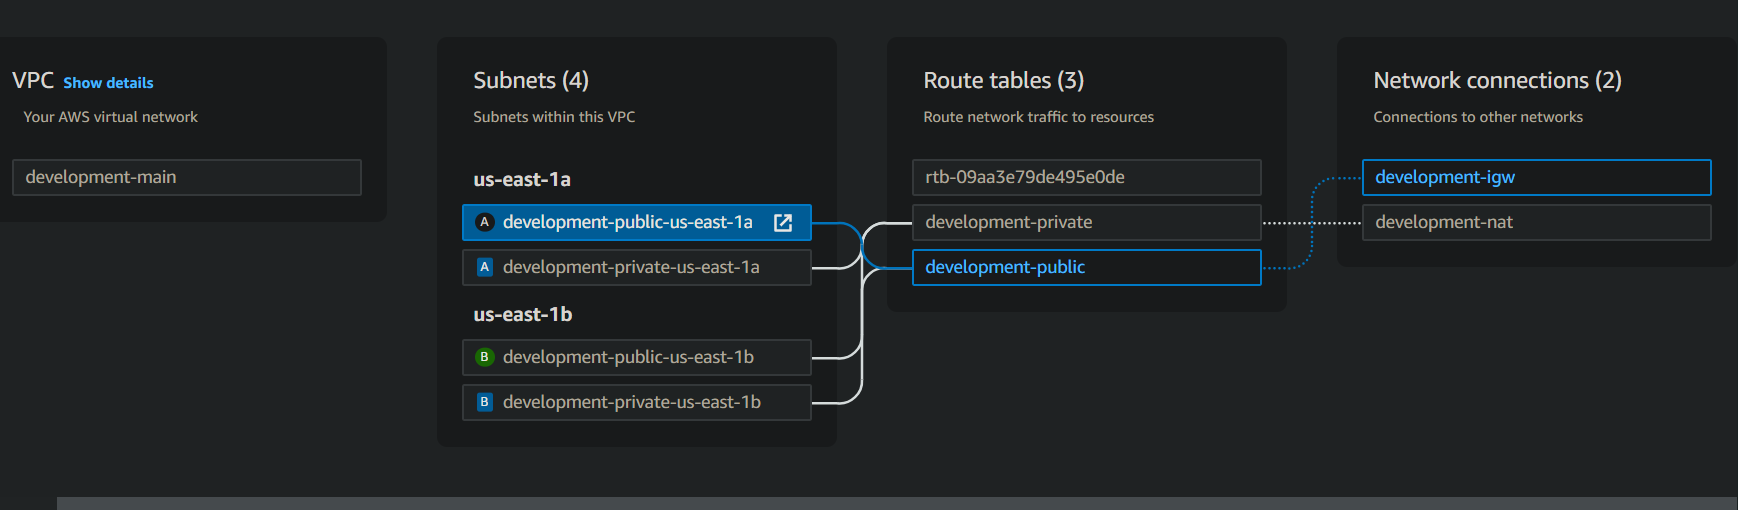 VPC Show details
Your AWS virtual network
development-main
Subnets (4)
Subnets within this VPC
us-east-1a
A development-public-us-east-1a
A development-private-us-east-1a
us-east-1b
B development-public-us-east-1b
B development-private-us-east-1b
Route tables (3)
Route network traffic to resources
rtb-09aa3e79de495e0de
development-private
development-public
Network connections (2)
Connections to other networks
development-igw
development-nat